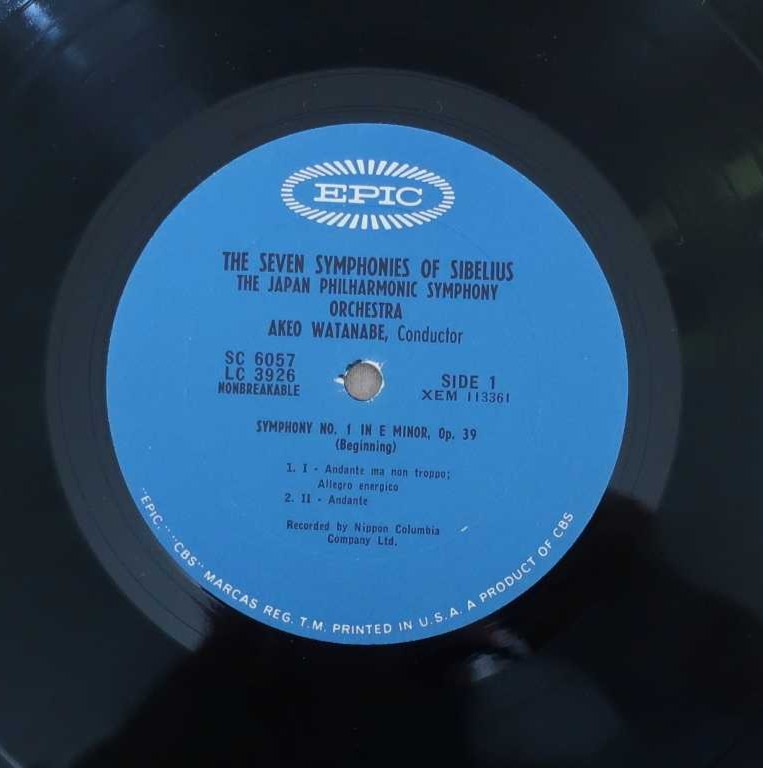 EPIC
THE SEVEN SYMPHONIES OF SIBELIUS
THE JAPAN PHILHARMONIC SYMPHONY
ORCHESTRA
AKEO WATANABE, Conductor
SC 6057
LC 3926
NONBREAKABLE
SIDE 1
XEM 113361
SYMPHONY NO. 1 IN E MINOR, Op. 39
(Beginning)
1. I - Andante ma non troppo;
Allegro energico
2. II - Andante
Recorded by Nippon Columbia
Company Ltd.
"EPIC," "CBS" MARCAS REG. T.M. PRINTED IN U.S.A. A PRODUCT OF CBS